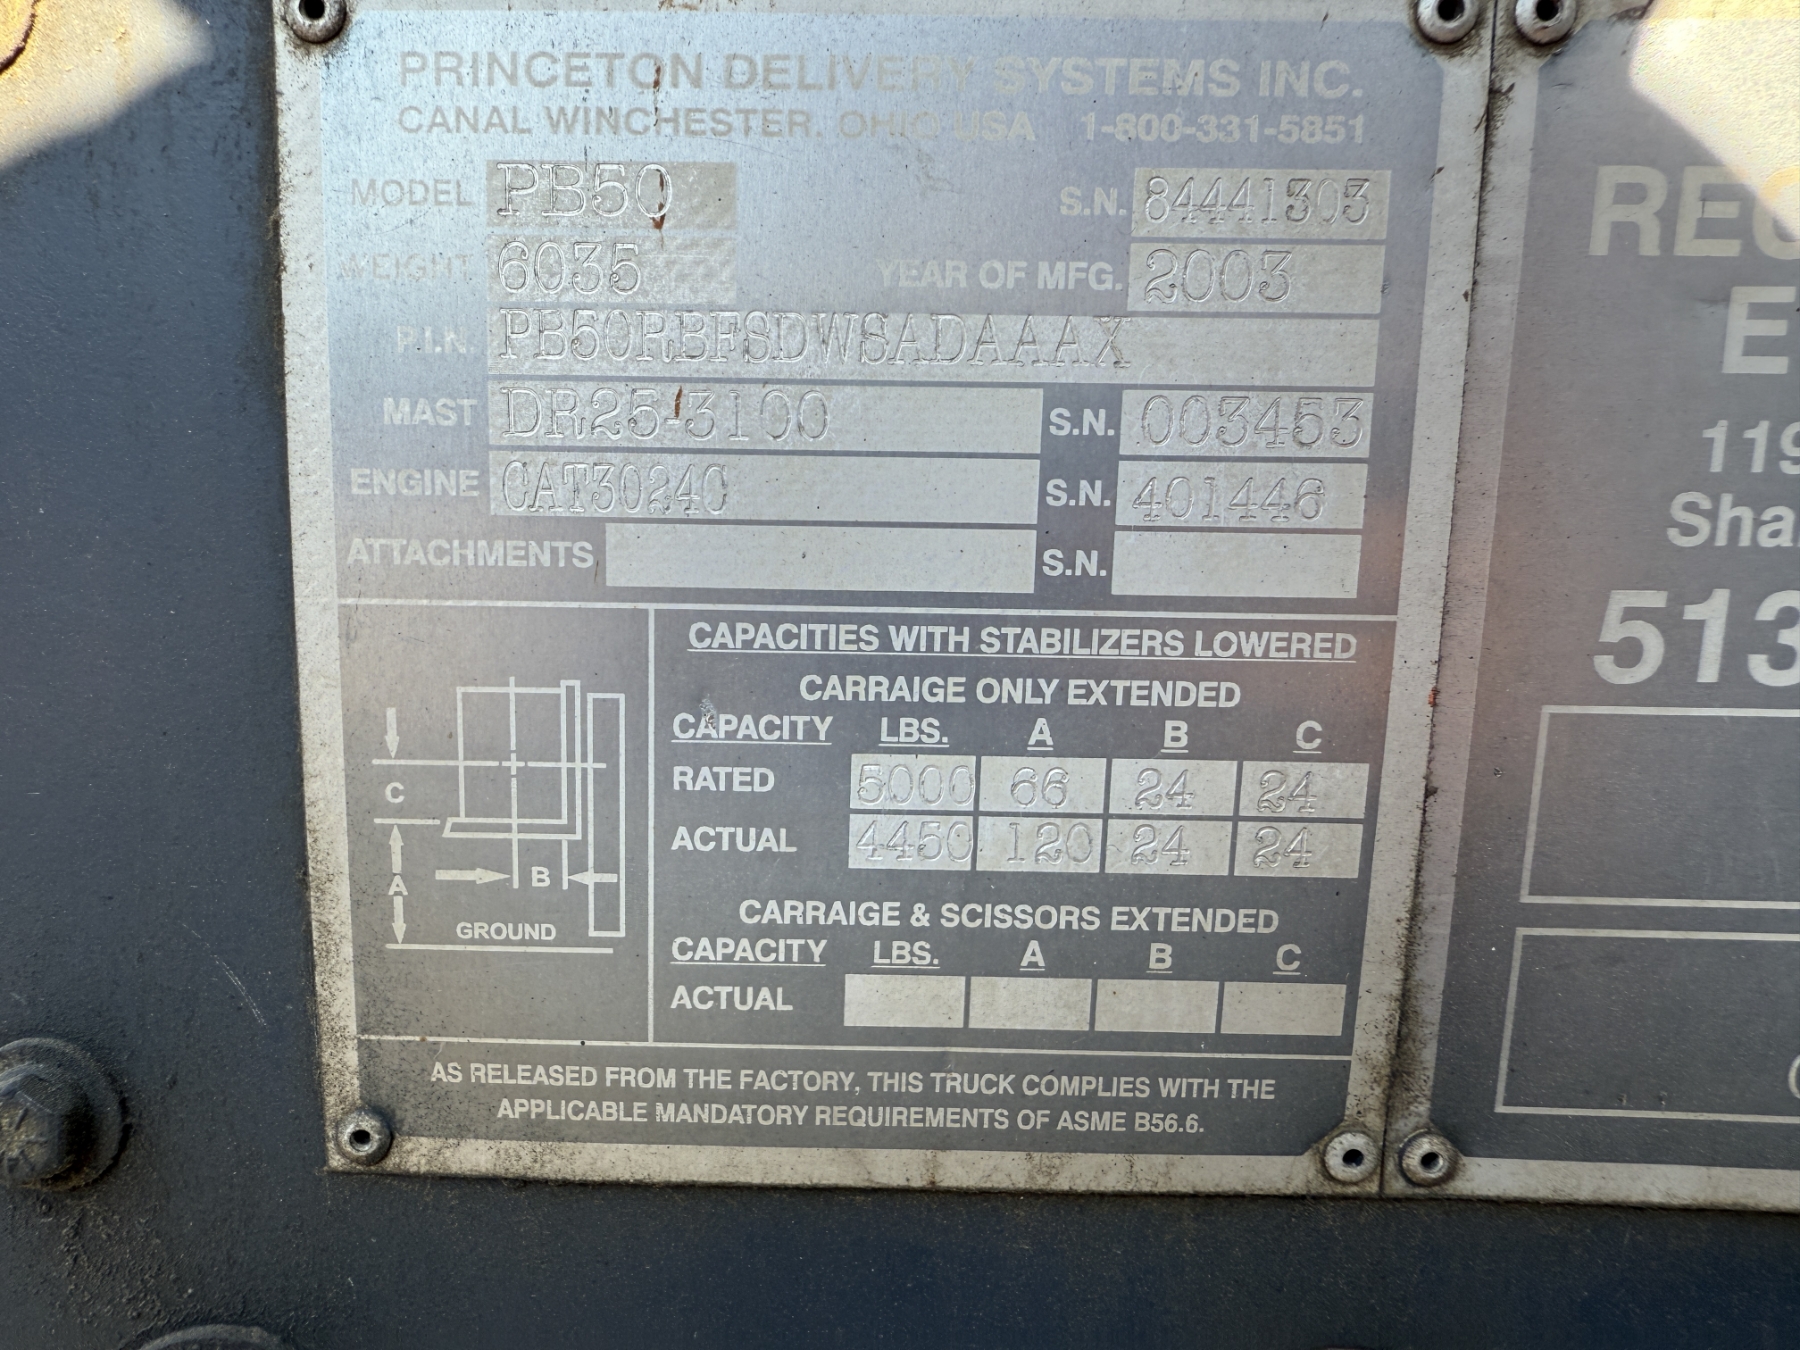 PRINCETON DELIVERY SYSTEMS INC.
CANAL WINCHESTER, OHIO USA 1-800-331-5851
MODEL PB50 S.N. 84441303
WEIGHT 6035 YEAR OF MFG. 2003
P.I.N. PB50RBFSDWSADAAAX
MAST DR25-3100 S.N. 003453
ENGINE CAT3024C S.N. 401446
ATTACHMENTS S.N.
CAPACITIES WITH STABILIZERS LOWERED
CARRAIGE ONLY EXTENDED
CAPACITY LBS. A B C
RATED 5000 66 24 24
ACTUAL 4450 120 24 24
CARRAIGE & SCISSORS EXTENDED
CAPACITY LBS. A B C
ACTUAL
C
B
A
GROUND
AS RELEASED FROM THE FACTORY, THIS TRUCK COMPLIES WITH THE
APPLICABLE MANDATORY REQUIREMENTS OF ASME B56.6.
E
119
Sha
513